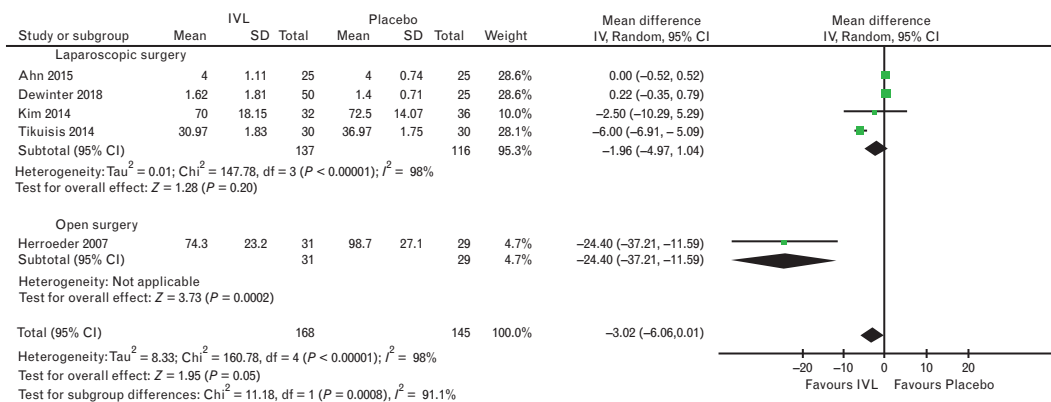 IVL Placebo Mean difference Mean difference
Study or subgroup Mean SD Total Mean SD Total Weight IV, Random, 95% CI IV, Random, 95% CI
Laparoscopic surgery
Ahn 2015 4 1.11 25 4 0.74 25 28.6% 0.00 (–0.52, 0.52)
Dewinter 2018 1.62 1.81 50 1.4 0.71 25 28.6% 0.22 (–0.35, 0.79)
Kim 2014 70 18.15 32 72.5 14.07 36 10.0% –2.50 (–10.29, 5.29)
Tikuisis 2014 30.97 1.83 30 36.97 1.75 30 28.1% –6.00 (–6.91, – 5.09)
Subtotal (95% CI) 137 116 95.3% –1.96 (–4.97, 1.04)
Heterogeneity: Tau² = 0.01; Chi² = 147.78, df = 3 (P < 0.00001); I² = 98%
Test for overall effect: Z = 1.28 (P = 0.20)
Open surgery
Herroeder 2007 74.3 23.2 31 98.7 27.1 29 4.7% –24.40 (–37.21, –11.59)
Subtotal (95% CI) 31 29 4.7% –24.40 (–37.21, –11.59)
Heterogeneity: Not applicable
Test for overall effect: Z = 3.73 (P = 0.0002)
Total (95% CI) 168 145 100.0% –3.02 (–6.06,0.01)
Heterogeneity: Tau² = 8.33; Chi² = 160.78, df = 4 (P < 0.00001); I² = 98%
Test for overall effect: Z = 1.95 (P = 0.05)
Test for subgroup differences: Chi² = 11.18, df = 1 (P = 0.0008), I² = 91.1%
–20 –10 0 10 20
Favours IVL Favours Placebo